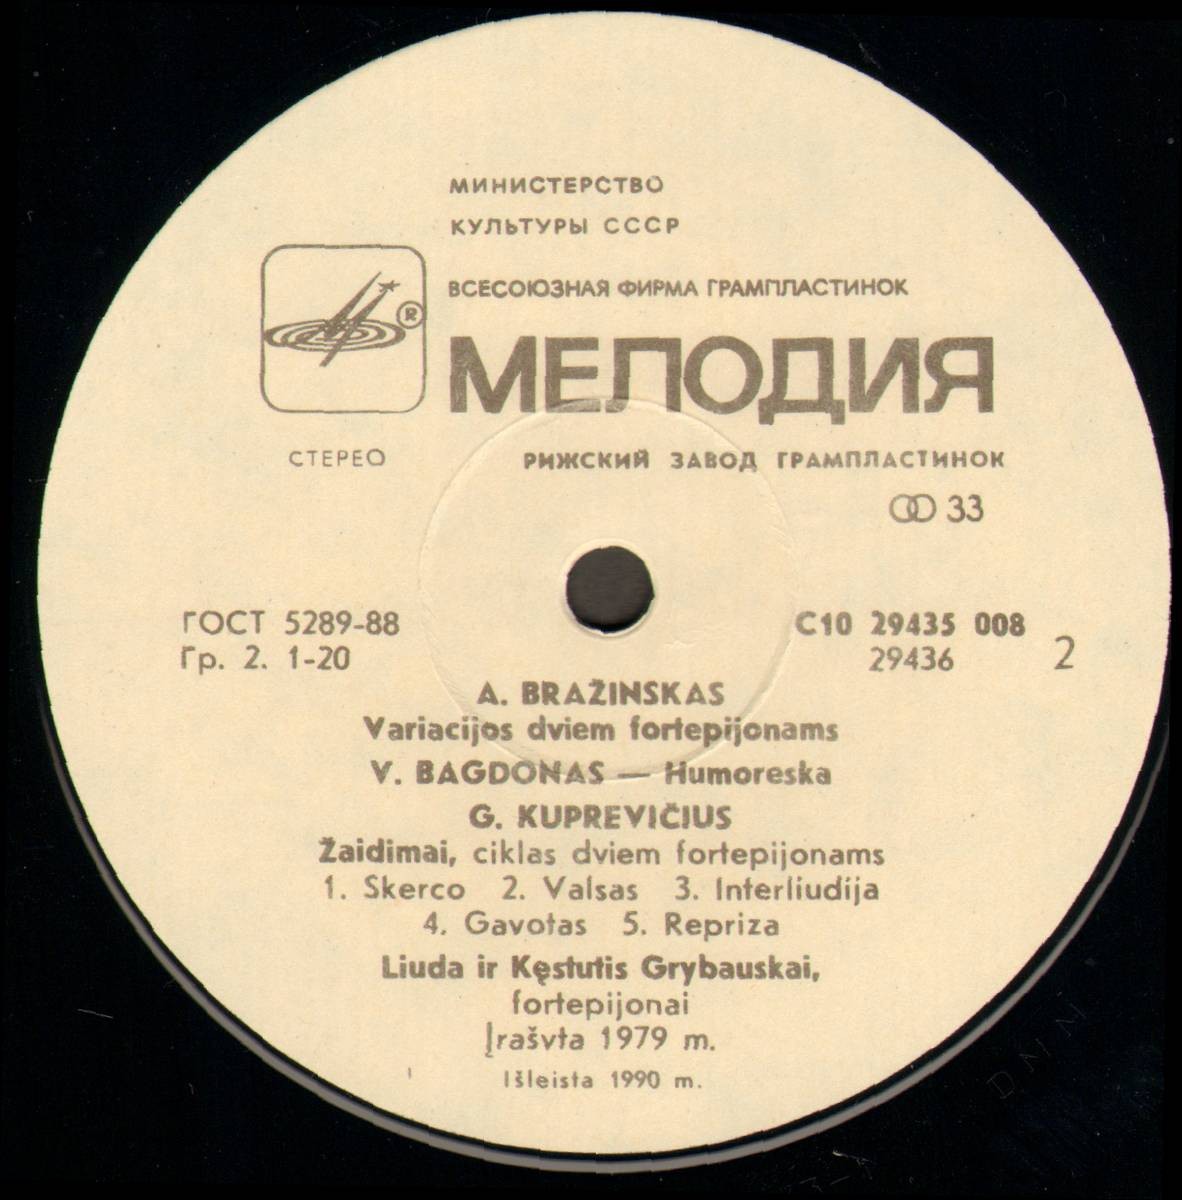 МИНИСТЕРСТВО
КУЛЬТУРЫ СССР
ВСЕСОЮЗНАЯ ФИРМА ГРАМПЛАСТИНОК
®
МЕЛОДИЯ
СТЕРЕО
РИЖСКИЙ ЗАВОД ГРАМПЛАСТИНОК
33
ГОСТ 5289-88
Гр. 2. 1-20
С10 29435 008
29436
2
A. BRAŽINSKAS
Variacijos dviem fortepijonams
V. BAGDONAS — Humoreska
G. KUPREVIČIUS
Žaidimai, ciklas dviem fortepijonams
1. Skerco 2. Valsas 3. Interliudija
4. Gavotas 5. Repriza
Liuda ir Kęstutis Grybauskai,
fortepijonai
Įrašvta 1979 m.
Išleista 1990 m.